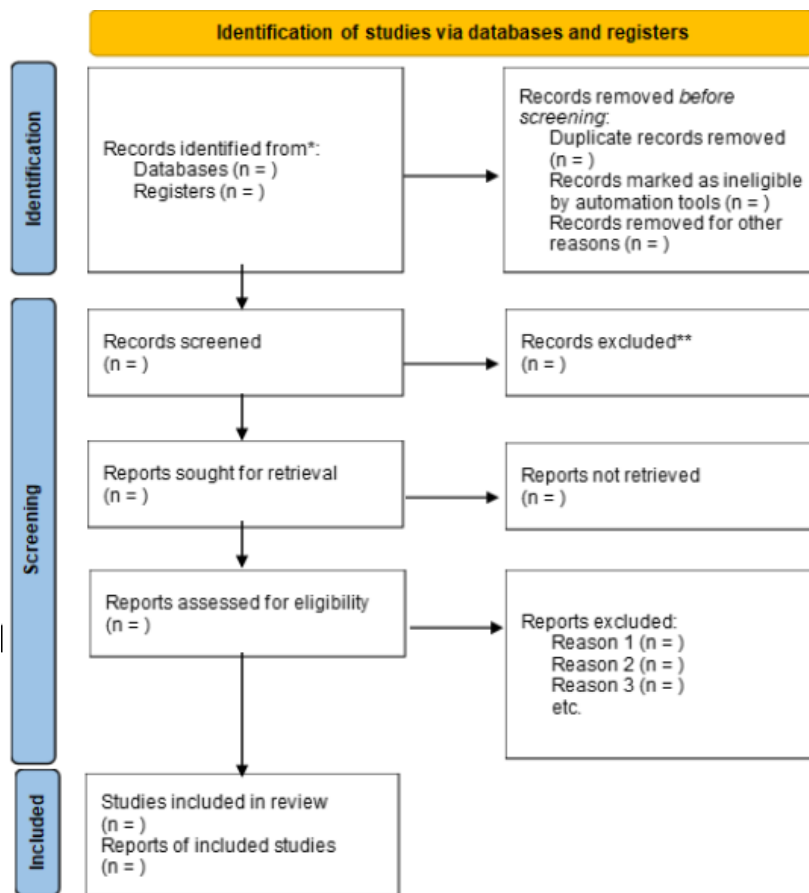 Identification of studies via databases and registers
Identification
Records identified from*:
Databases (n = )
Registers (n = )
Records removed before
screening:
Duplicate records removed
(n = )
Records marked as ineligible
by automation tools (n = )
Records removed for other
reasons (n = )
Screening
Records screened
(n = )
Records excluded**
(n = )
Reports sought for retrieval
(n = )
Reports not retrieved
(n = )
Reports assessed for eligibility
(n = )
Reports excluded:
Reason 1 (n = )
Reason 2 (n = )
Reason 3 (n = )
etc.
Included
Studies included in review
(n = )
Reports of included studies
(n = )